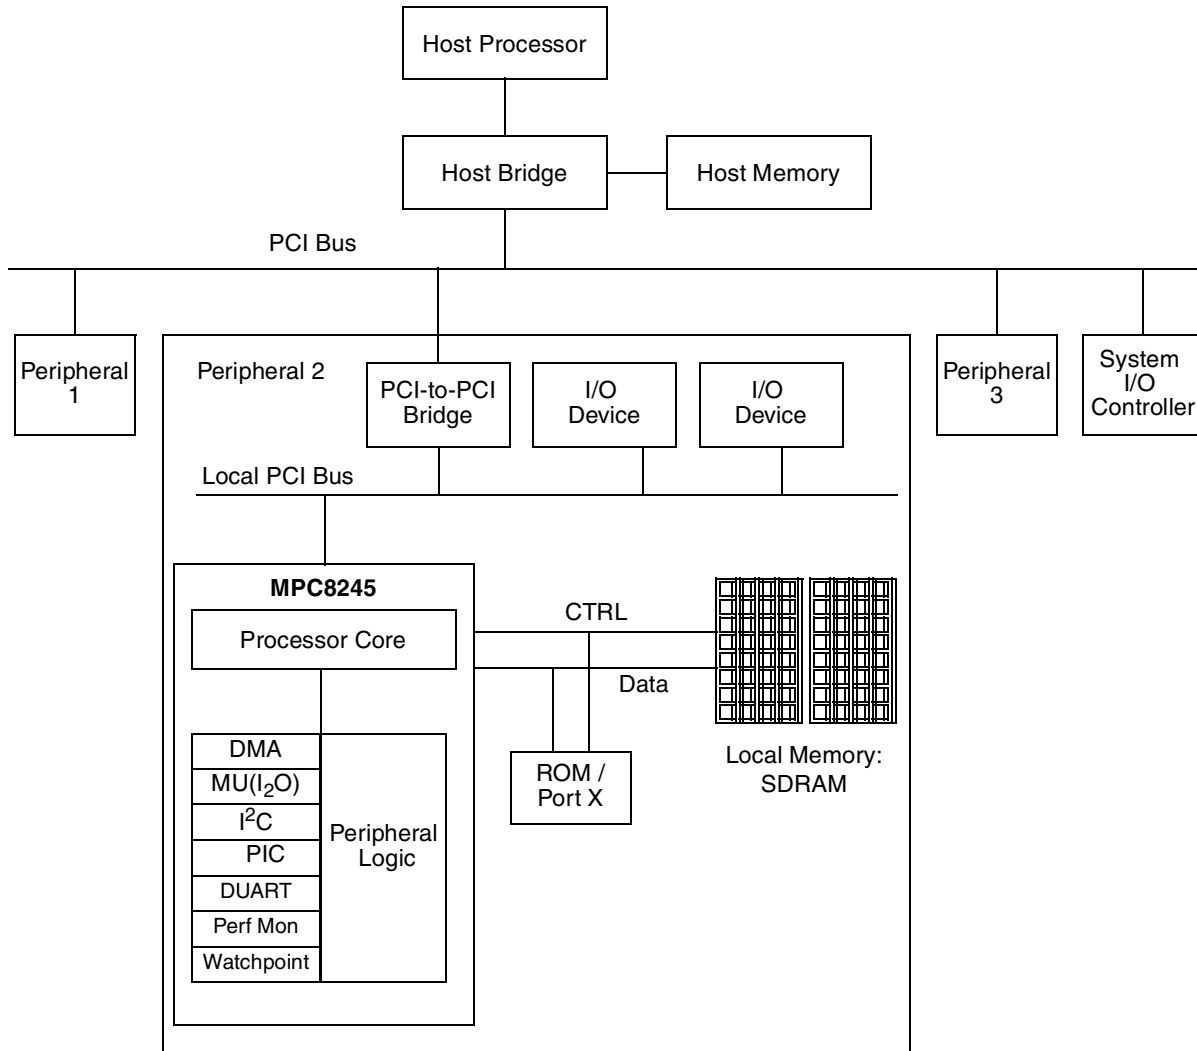 Host Processor
Host Bridge
Host Memory
PCI Bus
Peripheral
1
Peripheral 2
PCI-to-PCI
Bridge
I/O
Device
I/O
Device
Peripheral
3
System
I/O
Controller
Local PCI Bus
MPC8245
Processor Core
CTRL
Data
DMA
MU(I₂O)
I²C
PIC
DUART
Perf Mon
Watchpoint
Peripheral
Logic
ROM /
Port X
Local Memory:
SDRAM